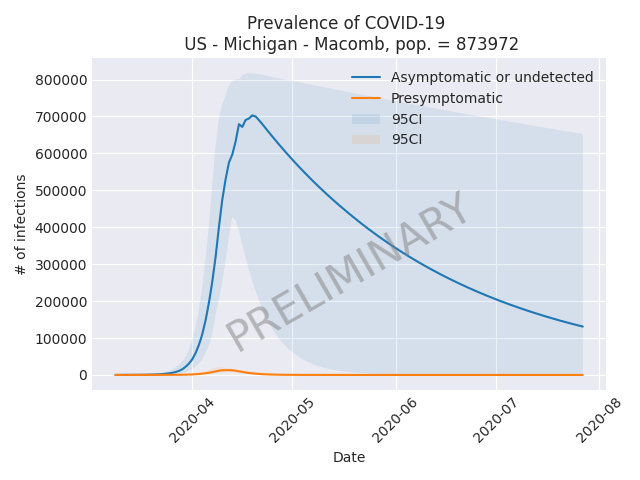 Prevalence of COVID-19
US - Michigan - Macomb, pop. = 873972
Asymptomatic or undetected
Presymptomatic
95CI
95CI
800000
700000
600000
500000
400000
300000
200000
100000
0
# of infections
PRELIMINARY
2020-04
2020-05
2020-06
2020-07
2020-08
Date